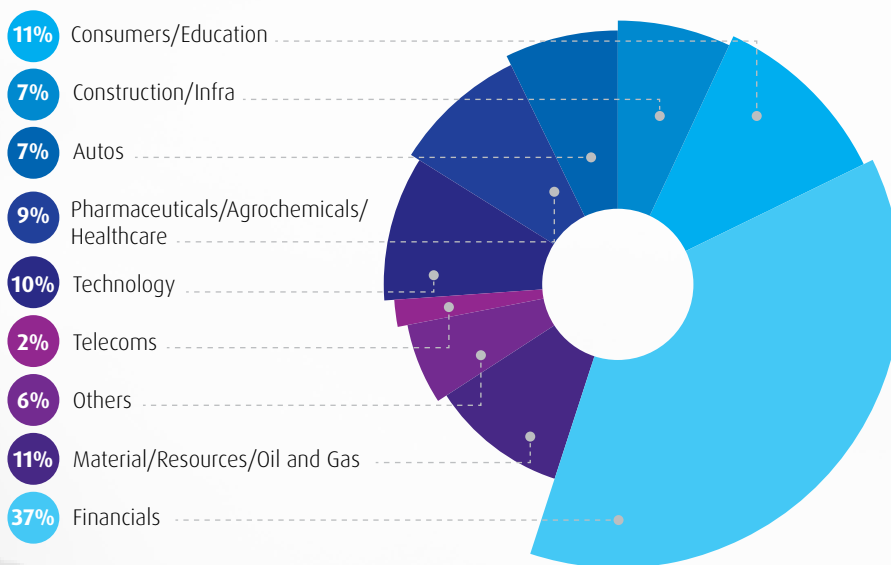 11% Consumers/Education
7% Construction/Infra
7% Autos
9% Pharmaceuticals/Agrochemicals/
Healthcare
10% Technology
2% Telecoms
6% Others
11% Material/Resources/Oil and Gas
37% Financials